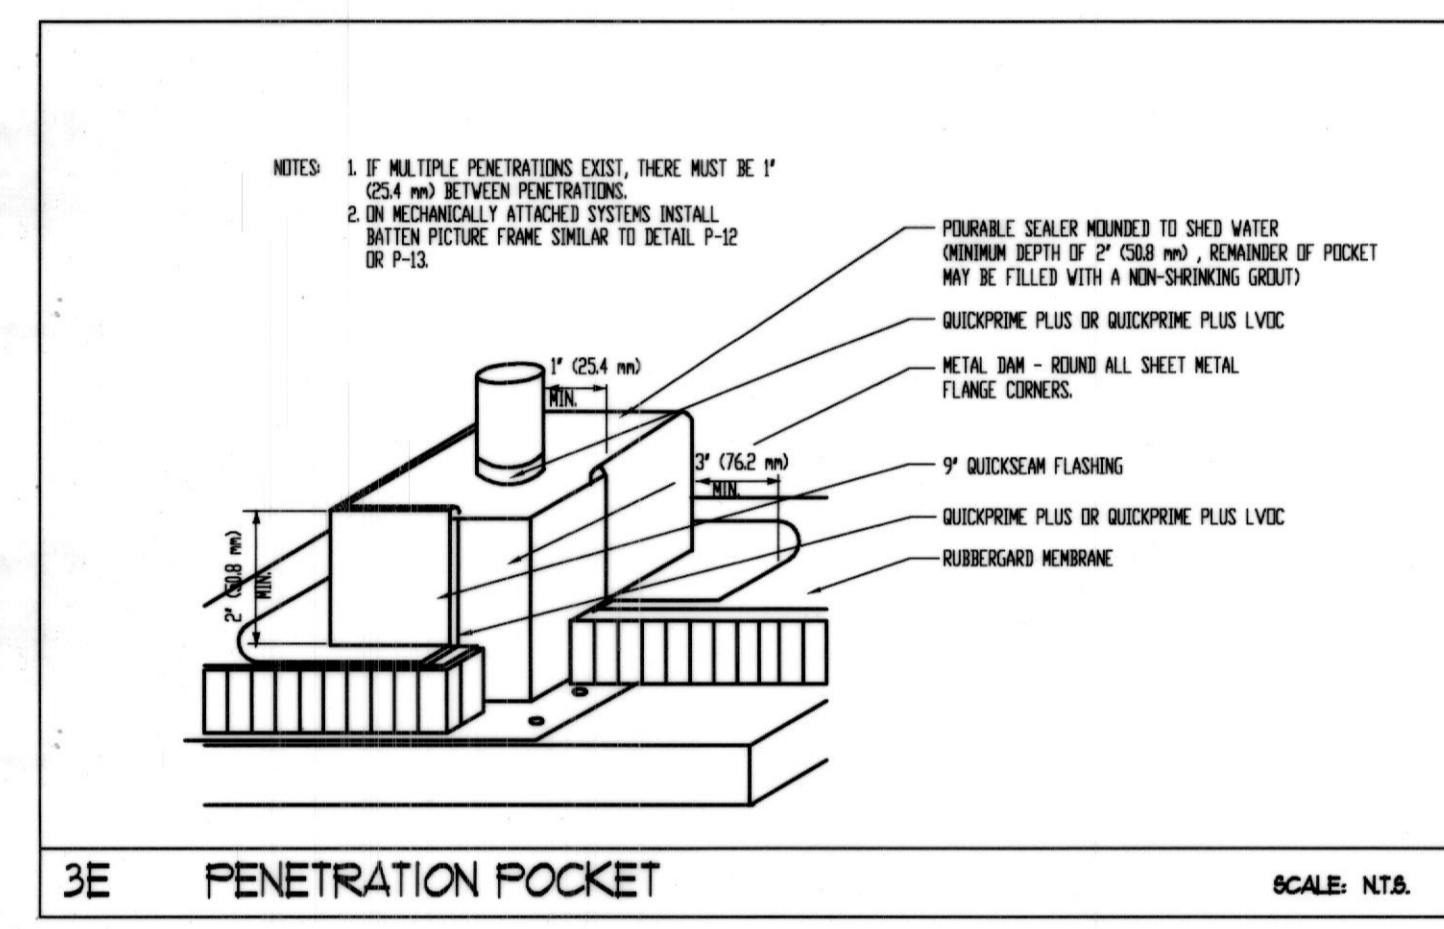 NOTES: 1. IF MULTIPLE PENETRATIONS EXIST, THERE MUST BE 1"
(25.4 mm) BETWEEN PENETRATIONS.
2. ON MECHANICALLY ATTACHED SYSTEMS INSTALL
BATTEN PICTURE FRAME SIMILAR TO DETAIL P-12
OR P-13.
POURABLE SEALER MOUNDED TO SHED WATER
(MINIMUM DEPTH OF 2" (50.8 mm) , REMAINDER OF POCKET
MAY BE FILLED WITH A NON-SHRINKING GROUT)
QUICKPRIME PLUS OR QUICKPRIME PLUS LVOC
METAL DAM - ROUND ALL SHEET METAL
FLANGE CORNERS.
9" QUICKSEAM FLASHING
QUICKPRIME PLUS OR QUICKPRIME PLUS LVOC
RUBBERGARD MEMBRANE
1" (25.4 mm)
MIN.
3" (76.2 mm)
MIN.
2" (50.8 mm)
MIN.
3E PENETRATION POCKET SCALE: N.T.S.